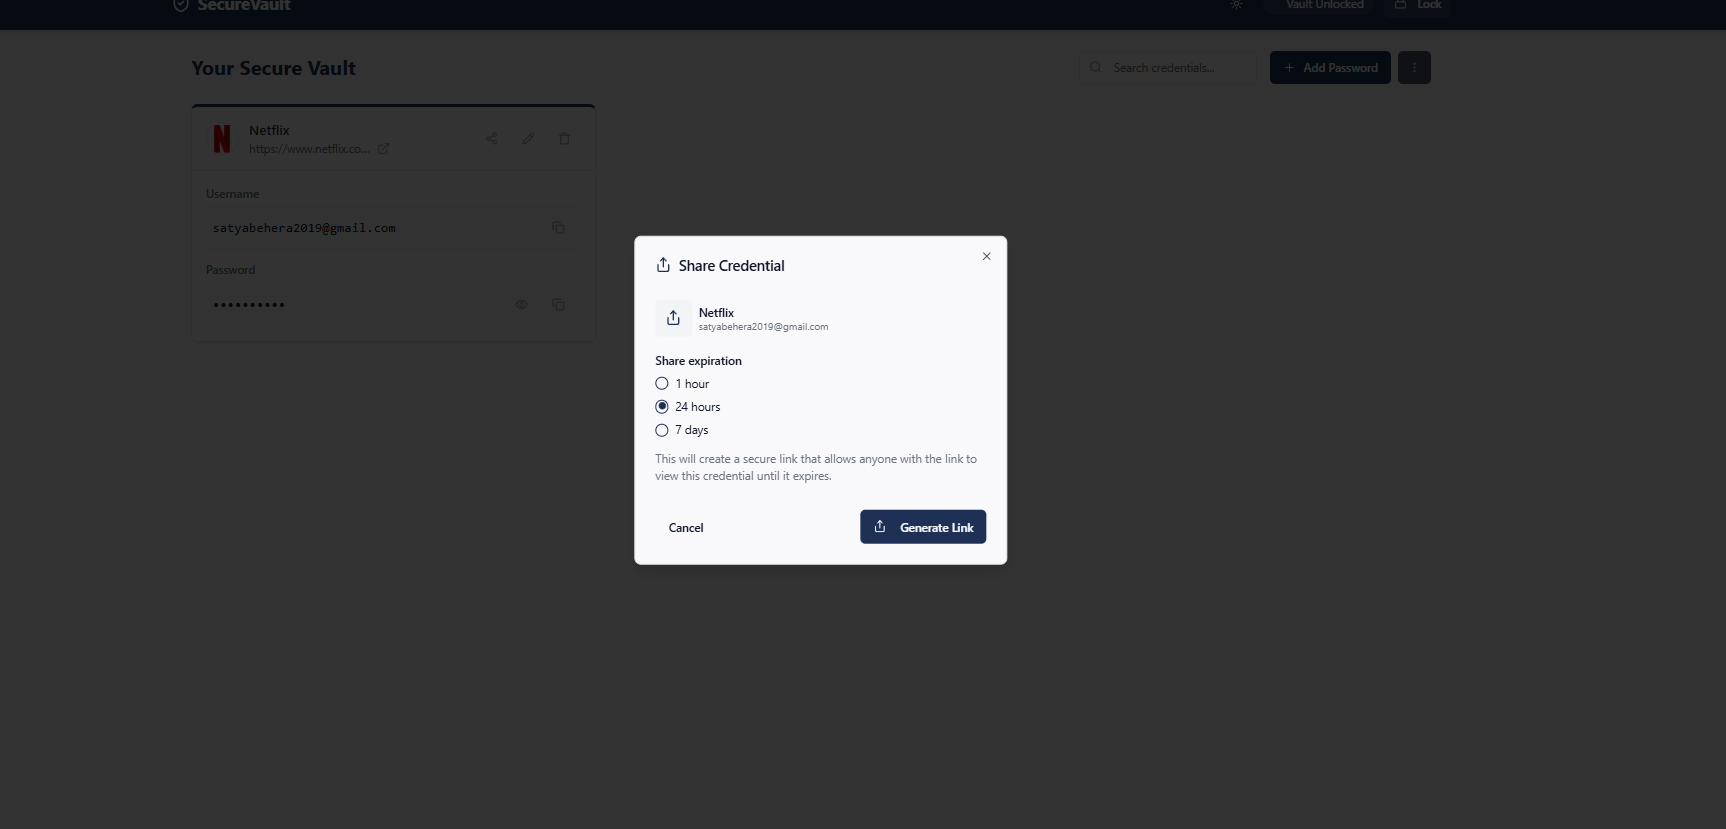 SecureVault
Vault Unlocked
Lock
Your Secure Vault
Search credentials...
Add Password
N
Netflix
https://www.netflix.co...
Username
satyabehera2019@gmail.com
Password
••••••••••
Share Credential
Netflix
satyabehera2019@gmail.com
Share expiration
1 hour
24 hours
7 days
This will create a secure link that allows anyone with the link to
view this credential until it expires.
Cancel
Generate Link